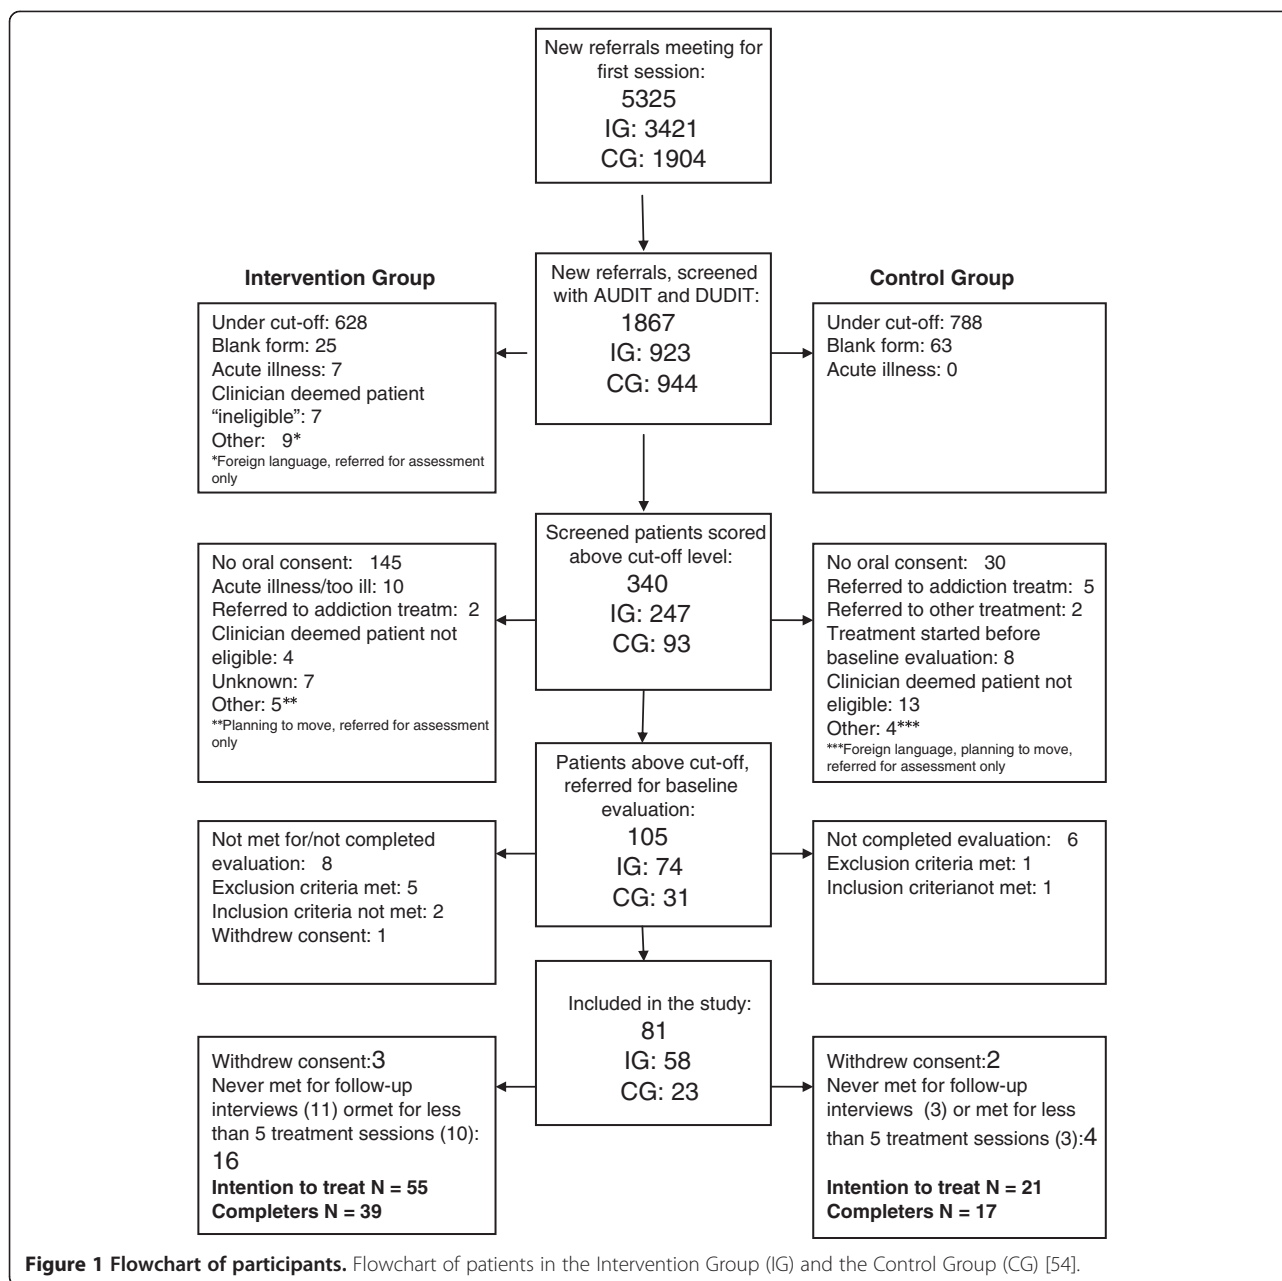 New referrals meeting for
first session:
5325
IG: 3421
CG: 1904
New referrals, screened
with AUDIT and DUDIT:
1867
IG: 923
CG: 944
Intervention Group
Under cut-off: 628
Blank form: 25
Acute illness: 7
Clinician deemed patient
“ineligible”: 7
Other: 9*
*Foreign language, referred for assessment
only
Control Group
Under cut-off: 788
Blank form: 63
Acute illness: 0
Screened patients scored
above cut-off level:
340
IG: 247
CG: 93
No oral consent: 145
Acute illness/too ill: 10
Referred to addiction treatm: 2
Clinician deemed patient not
eligible: 4
Unknown: 7
Other: 5**
**Planning to move, referred for assessment
only
No oral consent: 30
Referred to addiction treatm: 5
Referred to other treatment: 2
Treatment started before
baseline evaluation: 8
Clinician deemed patient not
eligible: 13
Other: 4***
***Foreign language, planning to move,
referred for assessment only
Patients above cut-off,
referred for baseline
evaluation:
105
IG: 74
CG: 31
Not met for/not completed
evaluation: 8
Exclusion criteria met: 5
Inclusion criteria not met: 2
Withdrew consent: 1
Not completed evaluation: 6
Exclusion criteria met: 1
Inclusion criterianot met: 1
Included in the study:
81
IG: 58
CG: 23
Withdrew consent:3
Never met for follow-up
interviews (11) ormet for less
than 5 treatment sessions (10):
16
Intention to treat N = 55
Completers N = 39
Withdrew consent:2
Never met for follow-up
interviews (3) or met for less
than 5 treatment sessions (3):4
Intention to treat N = 21
Completers N = 17
Figure 1 Flowchart of participants. Flowchart of patients in the Intervention Group (IG) and the Control Group (CG) [54].